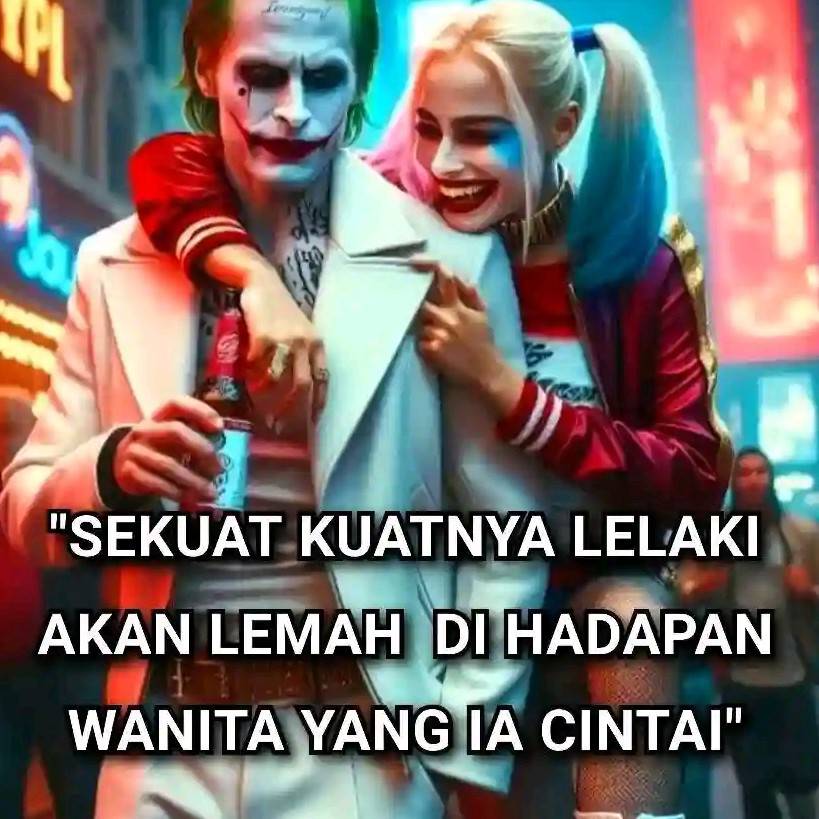 "SEKUAT KUATNYA LELAKI
AKAN LEMAH DI HADAPAN
WANITA YANG IA CINTAI"